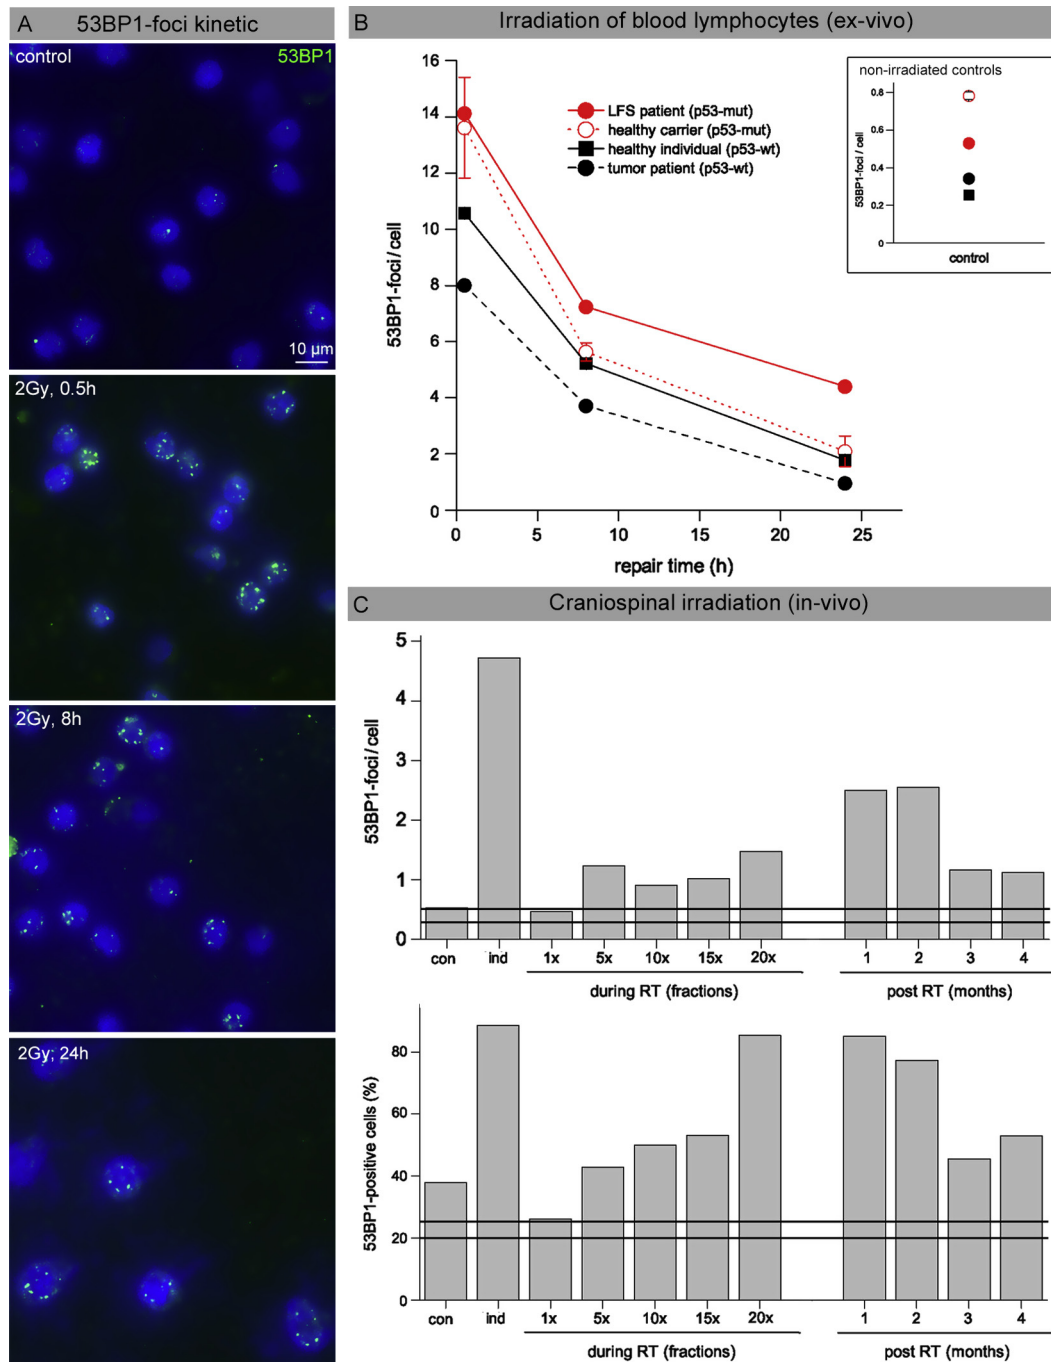 A 53BP1-foci kinetic
control 53BP1
10 µm
2Gy, 0.5h
2Gy, 8h
2Gy; 24h
B Irradiation of blood lymphocytes (ex-vivo)
53BP1-foci/cell
16
14
12
10
8
6
4
2
0
0 5 10 15 20 25
repair time (h)
LFS patient (p53-mut)
healthy carrier (p53-mut)
healthy individual (p53-wt)
tumor patient (p53-wt)
non-irradiated controls
53BP1-foci / cell
0.8
0.6
0.4
0.2
0
control
C Craniospinal irradiation (in-vivo)
53BP1-foci/cell
5
4
3
2
1
0
con ind 1x 5x 10x 15x 20x 1 2 3 4
during RT (fractions) post RT (months)
53BP1-positive cells (%)
80
60
40
20
0
con ind 1x 5x 10x 15x 20x 1 2 3 4
during RT (fractions) post RT (months)